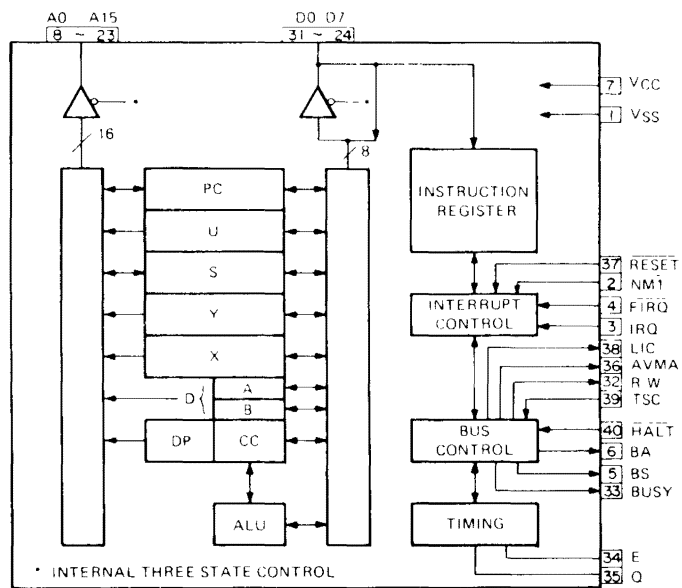 A0 A15
8 ~ 23
D0 D7
31 ~ 24
7 VCC
1 VSS
16
8
PC
U
S
Y
X
D
A
B
DP
CC
ALU
INSTRUCTION
REGISTER
INTERRUPT
CONTROL
BUS
CONTROL
TIMING
37 RESET
2 NMI
4 FIRQ
3 IRQ
38 LIC
36 AVMA
32 R W
39 TSC
40 HALT
6 BA
5 BS
33 BUSY
34 E
35 Q
* INTERNAL THREE STATE CONTROL